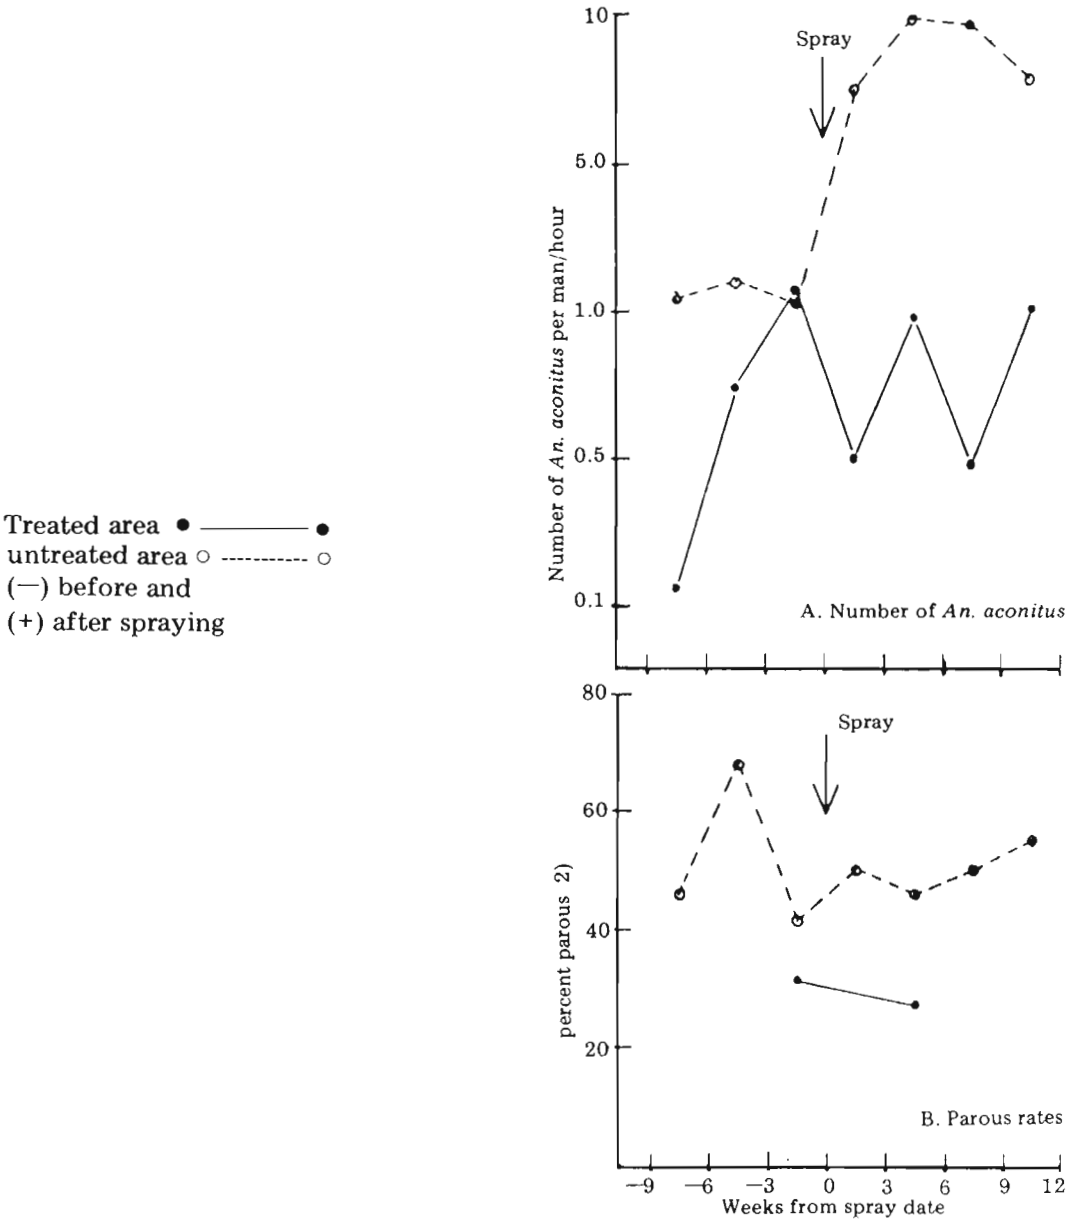 Treated area
untreated area
(—) before and
(+) after spraying
Number of An. aconitus per man/hour
10
5.0
1.0
0.5
0.1
Spray
A. Number of An. aconitus
percent parous 2)
80
60
40
20
Spray
B. Parous rates
—9 —6 —3 0 3 6 9 12
Weeks from spray date